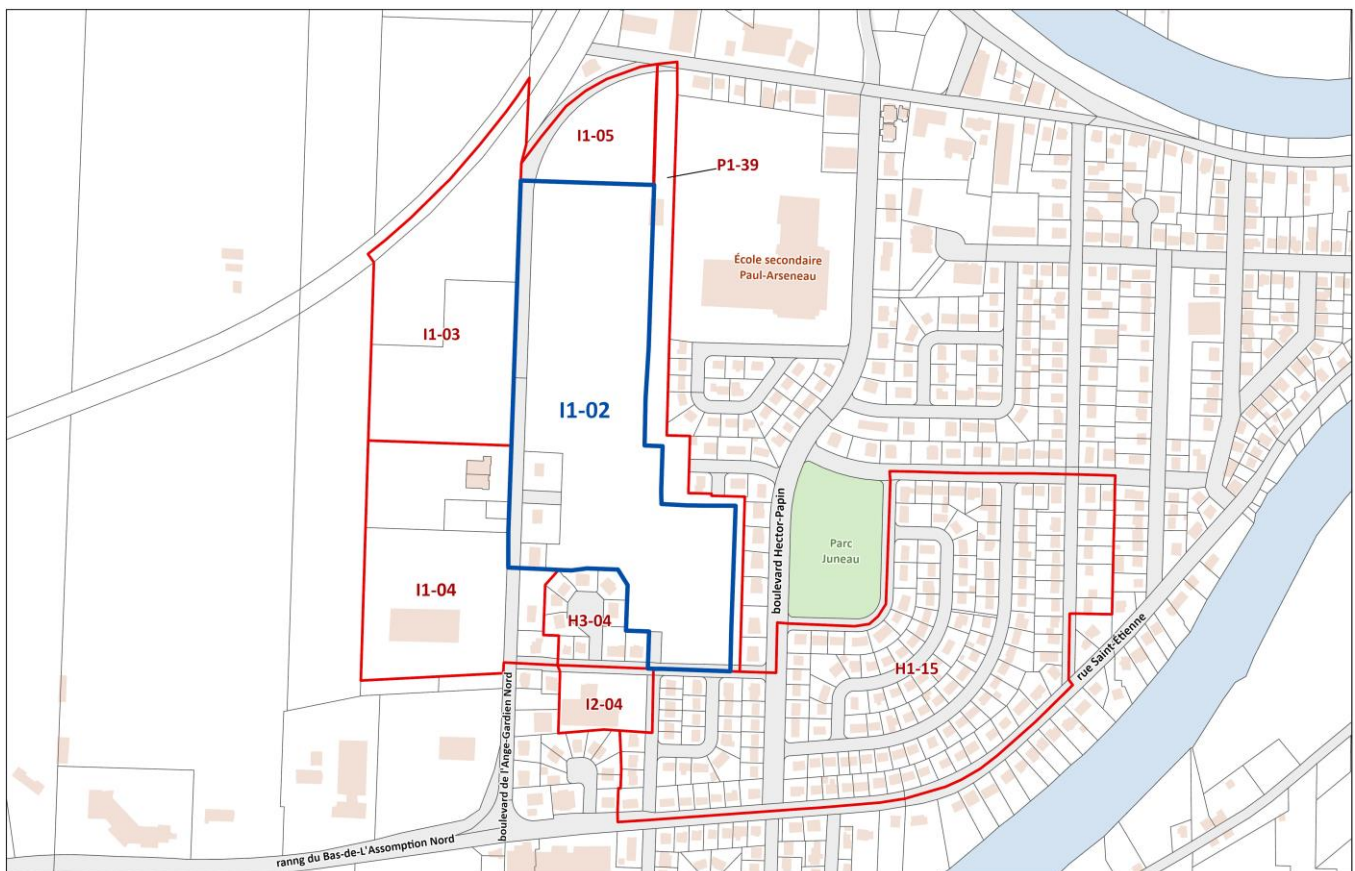 I1-05
P1-39
École secondaire
Paul-Arseneau
I1-03
I1-02
boulevard Hector-Papin
Parc
Juneau
I1-04
H3-04
H1-15
rue Saint-Étienne
I2-04
boulevard de l'Ange-Gardien Nord
ranng du Bas-de-L'Assomption Nord